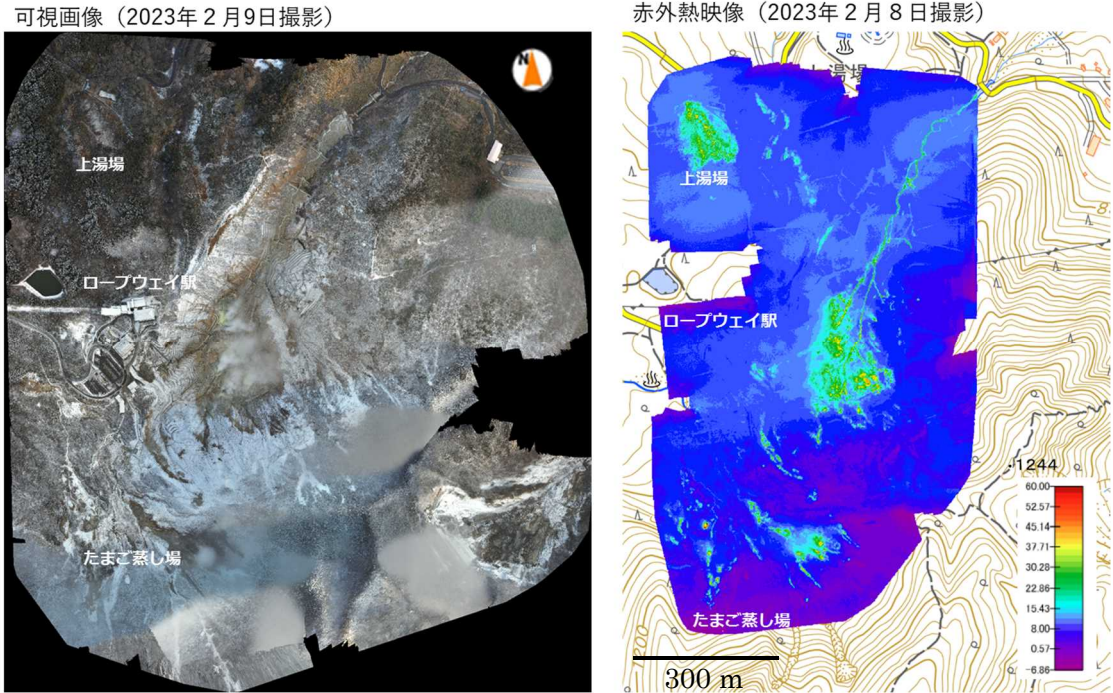 可視画像（2023年２月9日撮影）
赤外熱映像（2023年２月８日撮影）
N
上湯場
上湯場
上湯場
ロープウェイ駅
ロープウェイ駅
たまご蒸し場
たまご蒸し場
1244
1200
60.00
52.57
45.14
37.71
30.28
22.86
15.43
8.00
0.57
-6.86
300 m